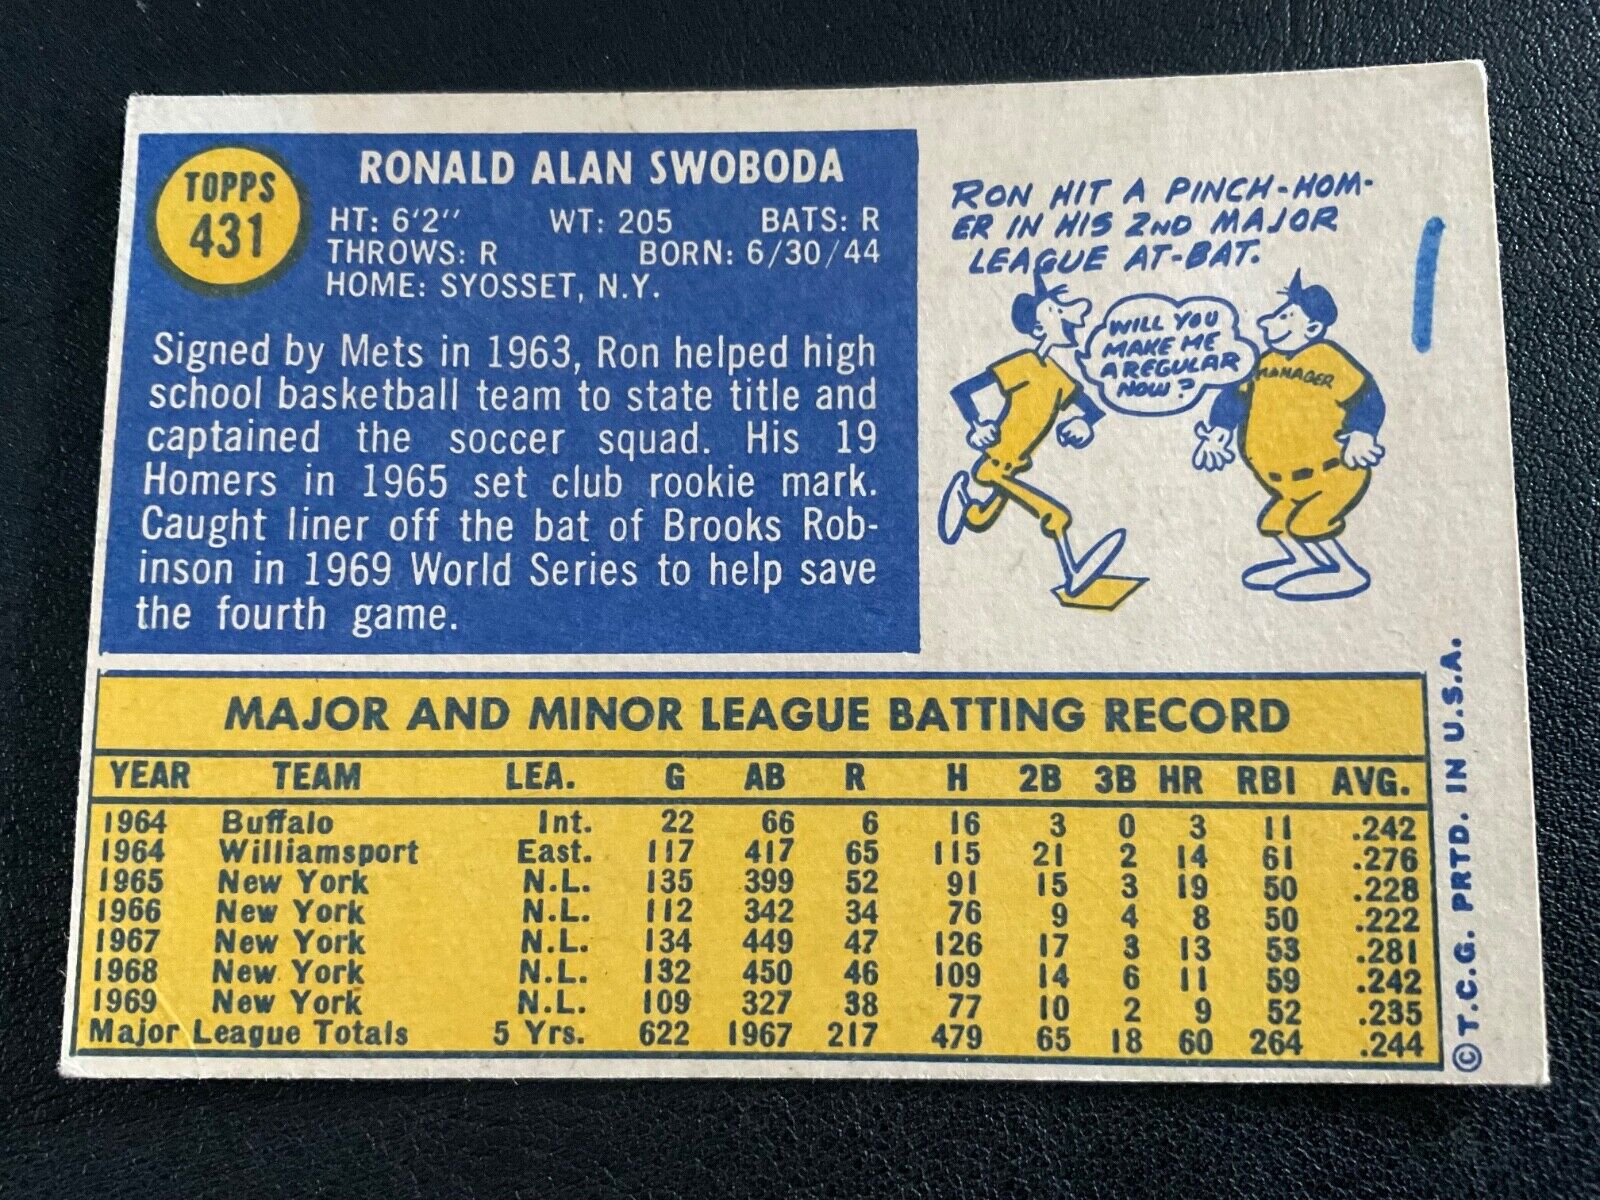 TOPPS
431
RONALD ALAN SWOBODA
HT: 6'2" WT: 205 BATS: R
THROWS: R BORN: 6/30/44
HOME: SYOSSET, N.Y.
Signed by Mets in 1963, Ron helped high
school basketball team to state title and
captained the soccer squad. His 19
Homers in 1965 set club rookie mark.
Caught liner off the bat of Brooks Rob-
inson in 1969 World Series to help save
the fourth game.
RON HIT A PINCH-HOM-
ER IN HIS 2ND MAJOR
LEAGUE AT-BAT.
WILL YOU
MAKE ME
A REGULAR
NOW?
MANAGER
MAJOR AND MINOR LEAGUE BATTING RECORD
YEAR TEAM LEA. G AB R H 2B 3B HR RBI AVG.
1964 Buffalo Int. 22 66 6 16 3 0 3 11 .242
1964 Williamsport East. 117 417 65 115 21 2 14 61 .276
1965 New York N.L. 135 399 52 91 15 3 19 50 .228
1966 New York N.L. 112 342 34 76 9 4 8 50 .222
1967 New York N.L. 134 449 47 126 17 3 13 53 .281
1968 New York N.L. 132 450 46 109 14 6 11 59 .242
1969 New York N.L. 109 327 38 77 10 2 9 52 .235
Major League Totals 5 Yrs. 622 1967 217 479 65 18 60 264 .244
© T.C.G. PRTD. IN U.S.A.